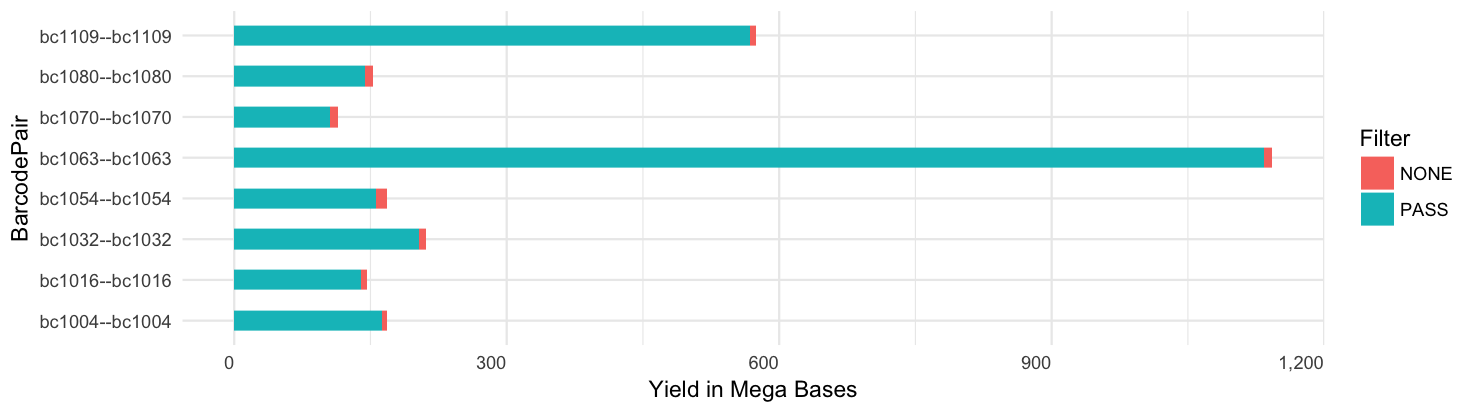 BarcodePair
bc1109--bc1109
bc1080--bc1080
bc1070--bc1070
bc1063--bc1063
bc1054--bc1054
bc1032--bc1032
bc1016--bc1016
bc1004--bc1004
0 300 600 900 1,200
Yield in Mega Bases
Filter
NONE
PASS